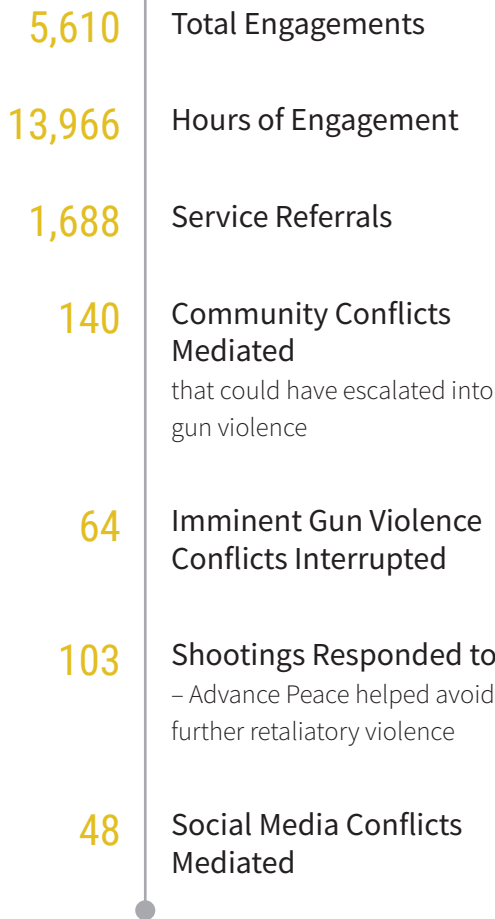 5,610 Total Engagements
13,966 Hours of Engagement
1,688 Service Referrals
140 Community Conflicts
Mediated
that could have escalated into
gun violence
64 Imminent Gun Violence
Conflicts Interrupted
103 Shootings Responded to
– Advance Peace helped avoid
further retaliatory violence
48 Social Media Conflicts
Mediated